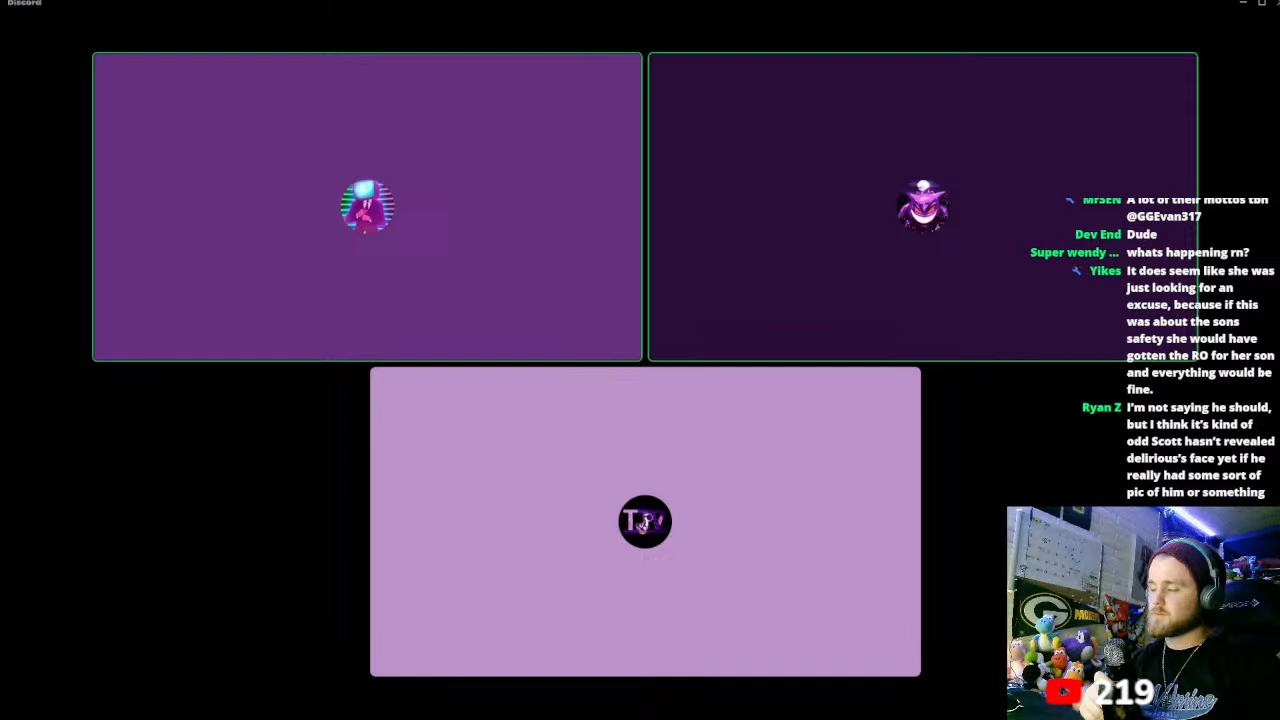 Discord
MrSEN A lot of their mottos tbh
@GGEvan317
Dev End Dude
Super wendy ... whats happening rn?
Yikes It does seem like she was
just looking for an
excuse, because if this
was about the sons
safety she would have
gotten the RO for her son
and everything would be
fine.
Ryan Z I'm not saying he should,
but I think it's kind of
odd Scott hasn't revealed
delirious's face yet if he
really had some sort of
pic of him or something
219